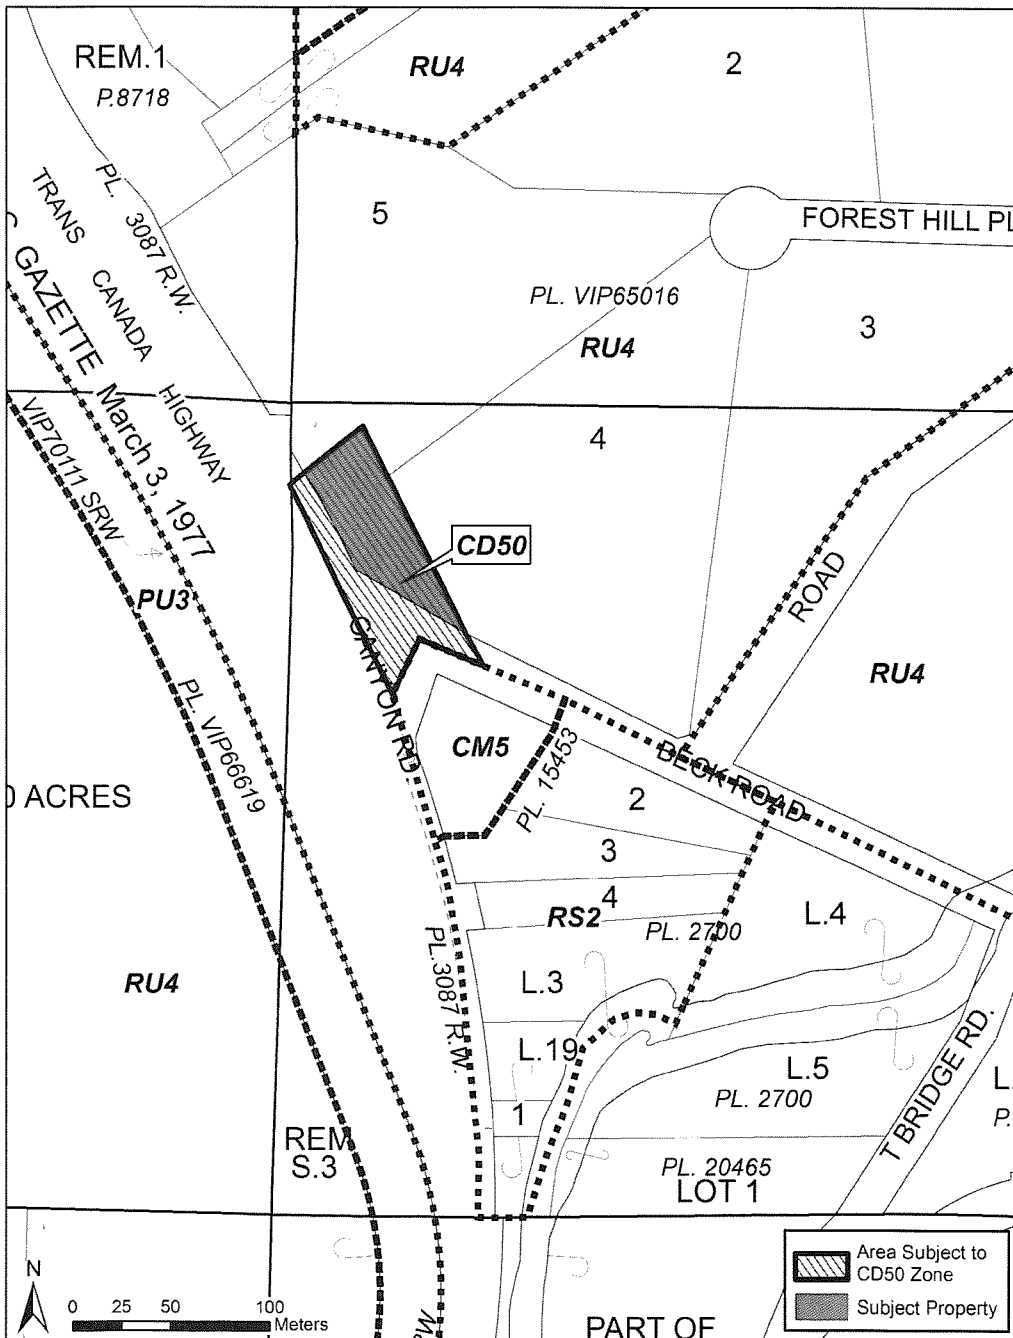 REM.1
P.8718
RU4
2
5
FOREST HILL PL
PL. 3087 R.W.
TRANS CANADA HIGHWAY
GAZETTE March 3, 1977
PL. VIP65016
RU4
3
4
VIP70111 SRW
CD50
PU3
ROAD
RU4
CANYON RD.
PL. VIP66619
CM5
PL. 15453
BECK ROAD
0 ACRES
2
3
4
RS2
PL. 2700
L.4
PL.3087 R.W.
L.3
RU4
L.19
L.5
PL. 2700
T BRIDGE RD.
L.
P.
1
REM
S.3
PL. 20465
LOT 1
N
0 25 50 100
Meters
PART OF
Area Subject to
CD50 Zone
Subject Property